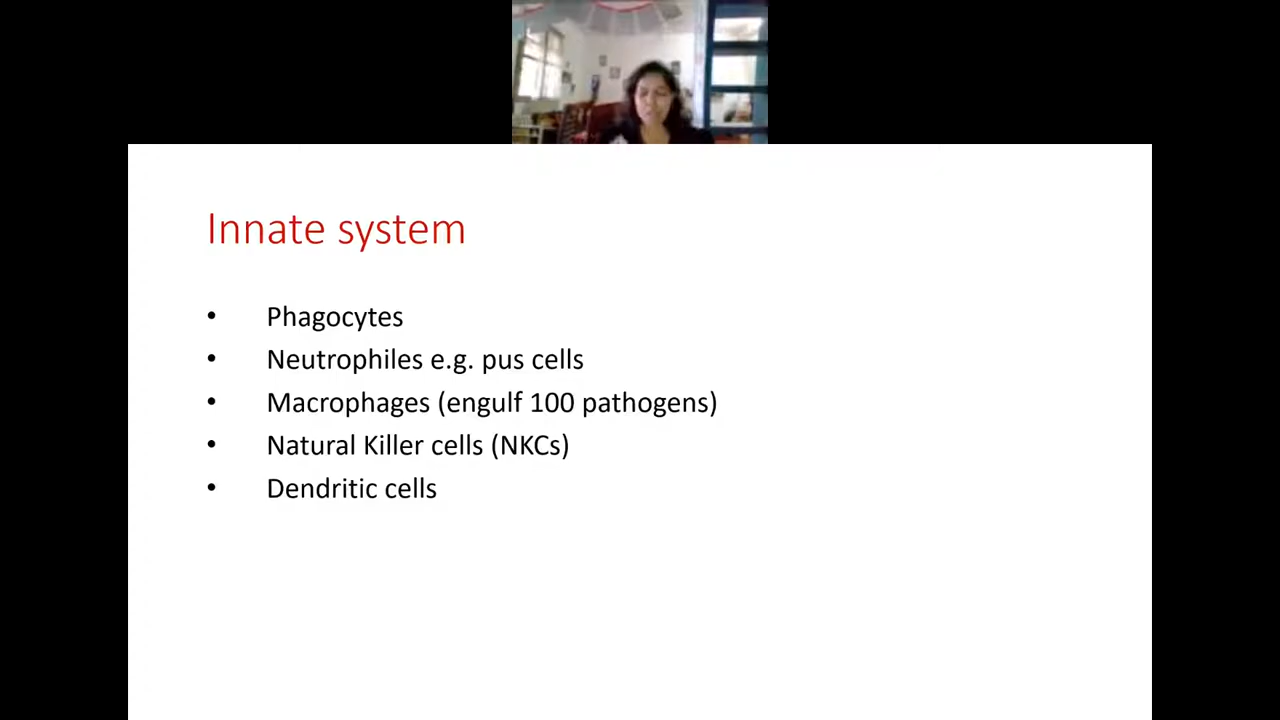 Innate system
• Phagocytes
• Neutrophiles e.g. pus cells
• Macrophages (engulf 100 pathogens)
• Natural Killer cells (NKCs)
• Dendritic cells